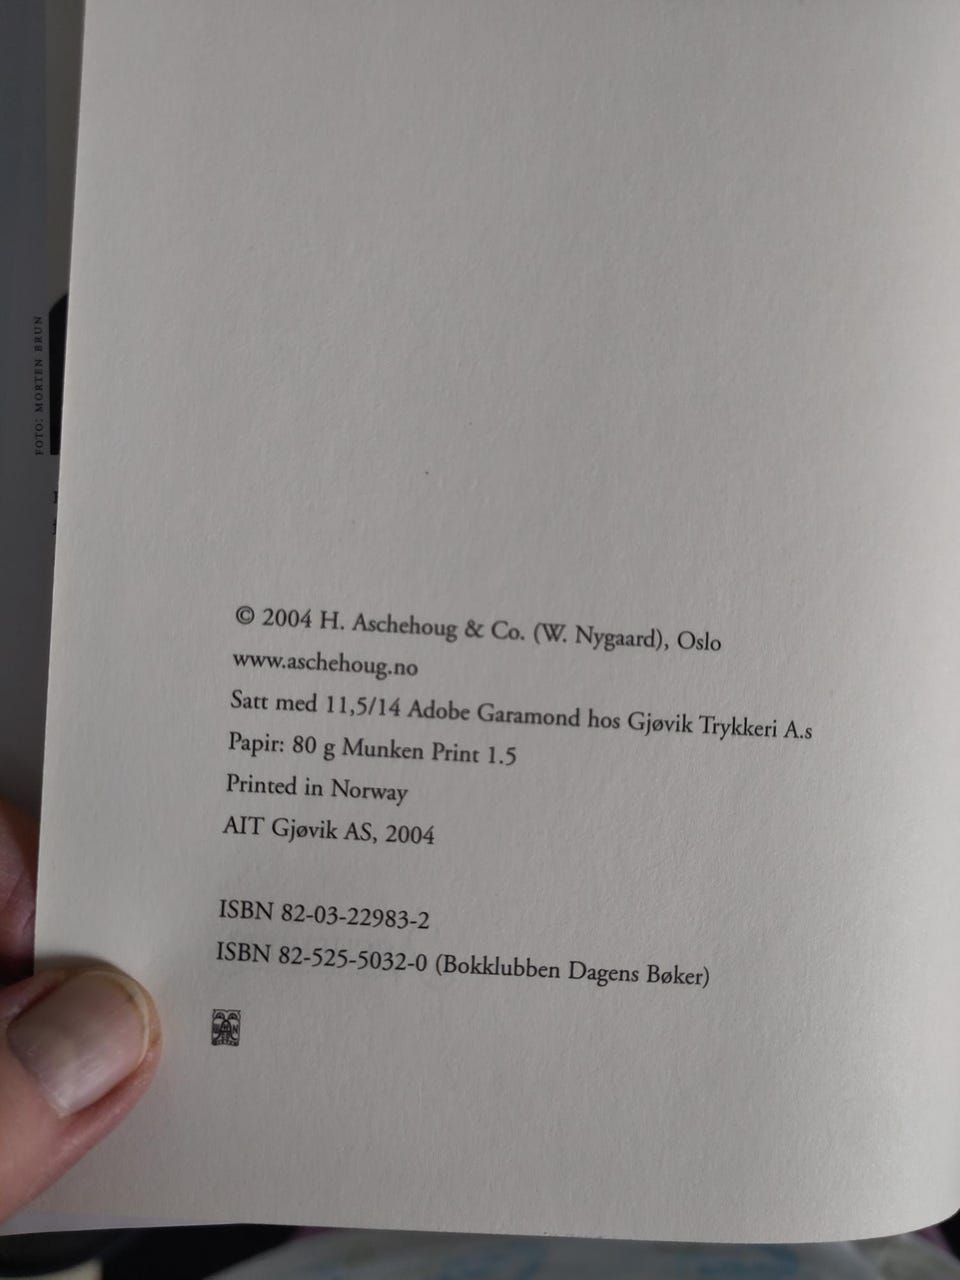 FOTO: MORTEN BRUN
© 2004 H. Aschehoug & Co. (W. Nygaard), Oslo
www.aschehoug.no
Satt med 11,5/14 Adobe Garamond hos Gjøvik Trykkeri A.s
Papir: 80 g Munken Print 1.5
Printed in Norway
AIT Gjøvik AS, 2004
ISBN 82-03-22983-2
ISBN 82-525-5032-0 (Bokklubben Dagens Bøker)